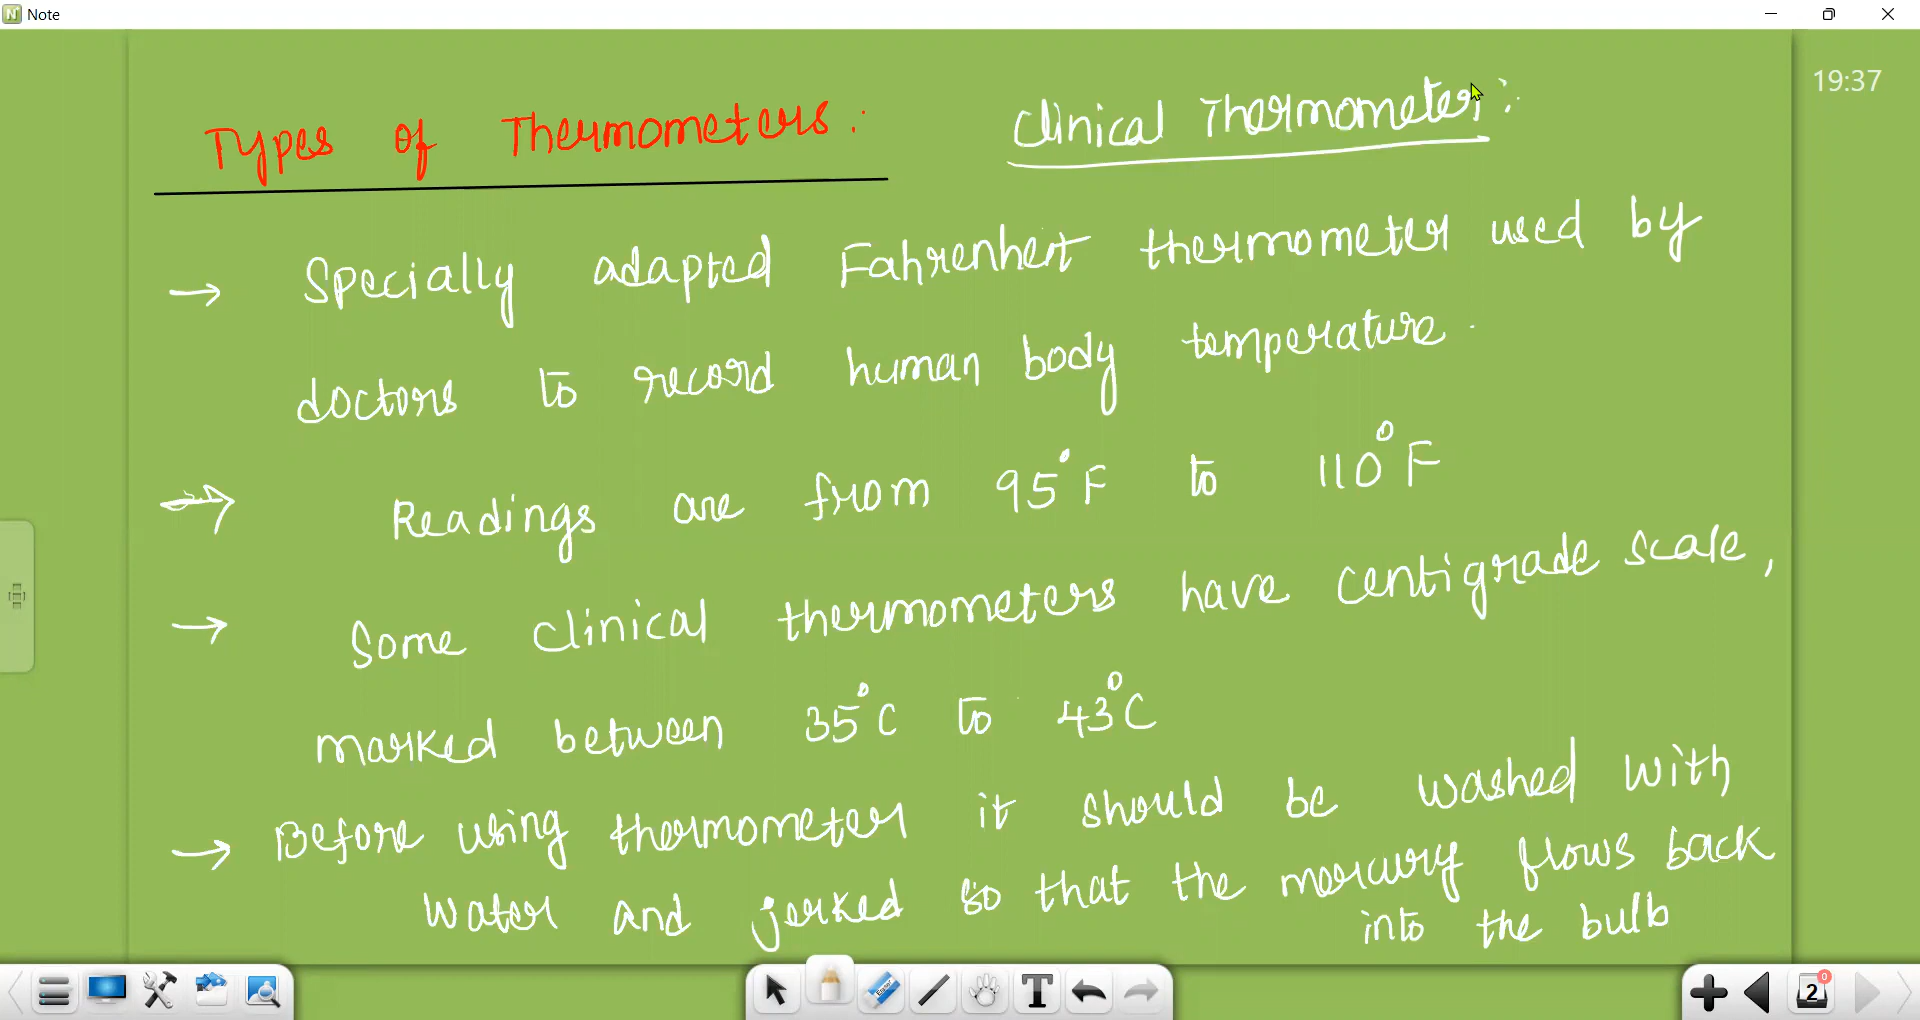 Note
19:37
Types of Thermometers :
Clinical Thermometer :
→ Specially adapted Fahrenheit thermometer used by
doctors to record human body temperature.
→ Readings are from 95°F to 110°F
→ Some clinical thermometers have centigrade scale,
marked between 35°C to 43°C
→ Before using thermometer it should be washed with
water and jerked so that the mercury flows back
into the bulb
T
2
0